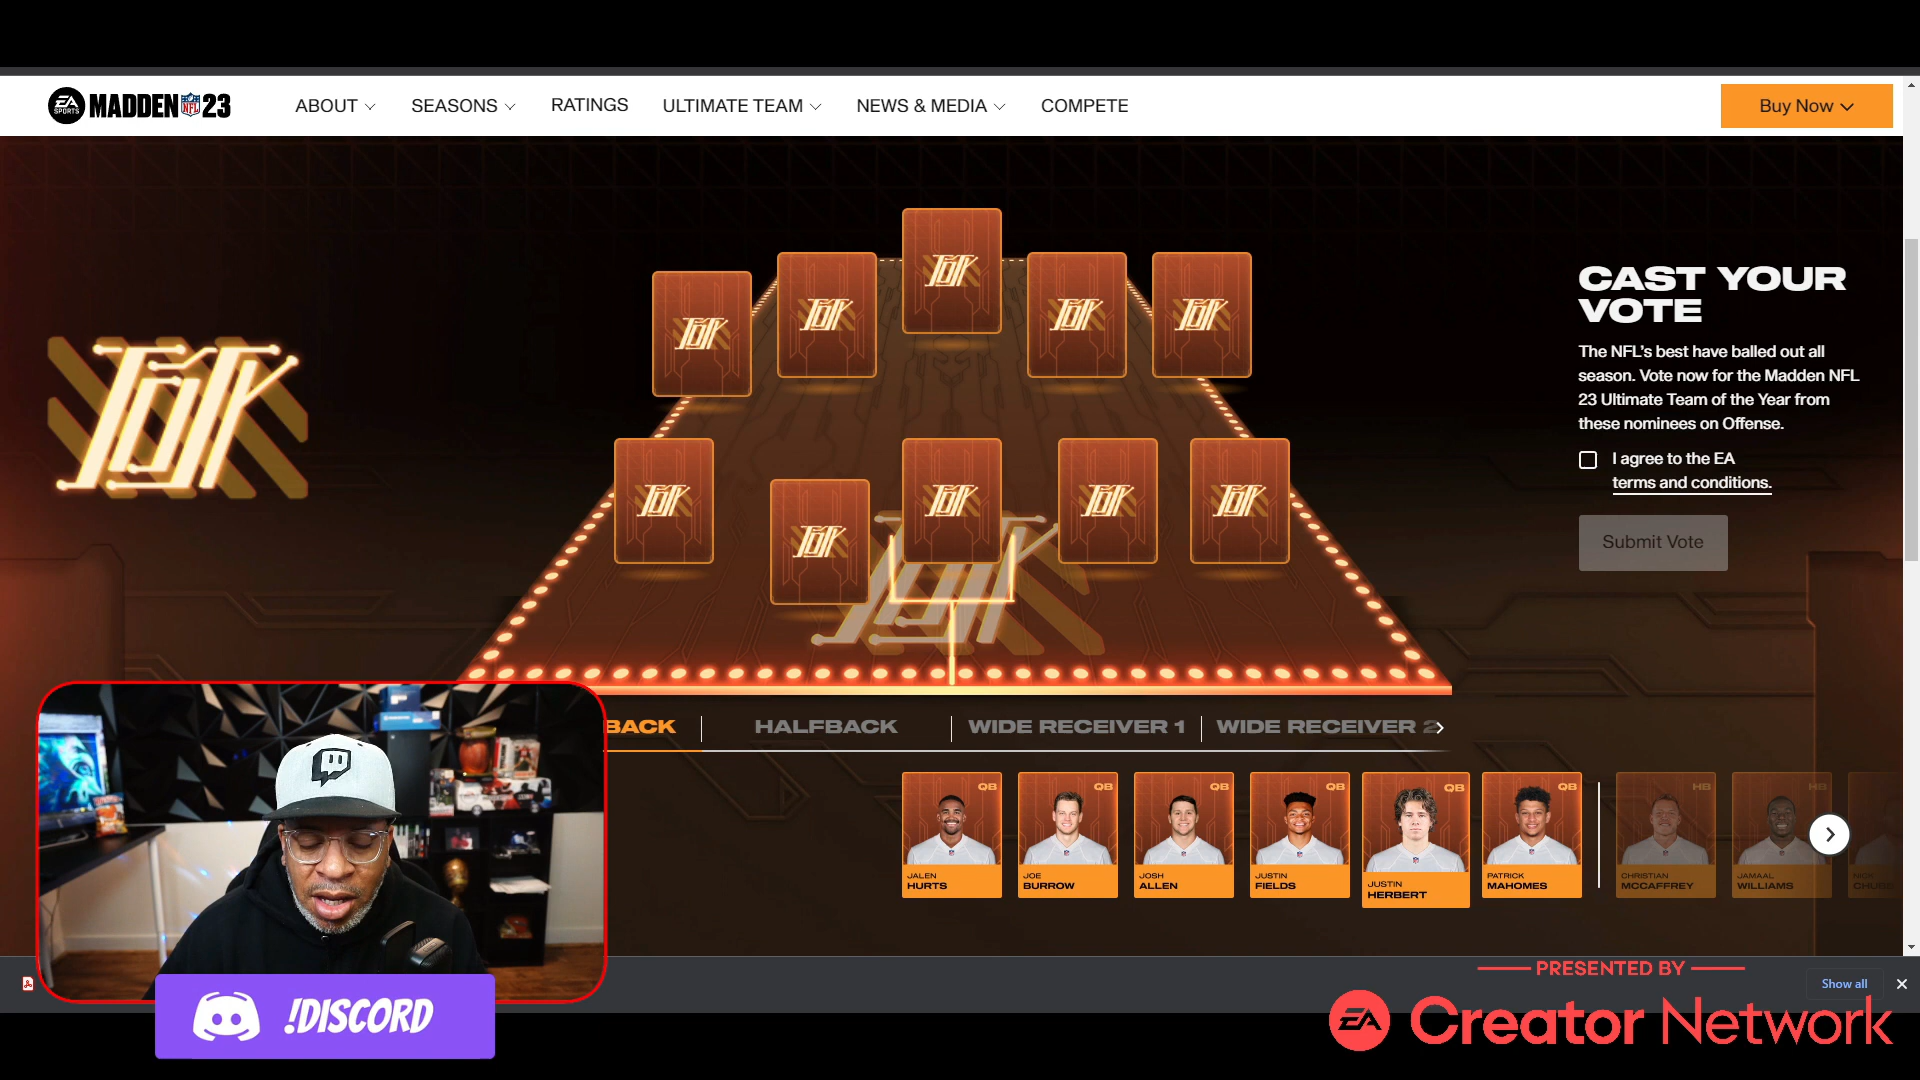 EA SPORTS MADDEN NFL 23
ABOUT
SEASONS
RATINGS
ULTIMATE TEAM
NEWS & MEDIA
COMPETE
Buy Now
CAST YOUR
VOTE
The NFL's best have balled out all
season. Vote now for the Madden NFL
23 Ultimate Team of the Year from
these nominees on Offense.
I agree to the EA
terms and conditions.
Submit Vote
BACK
HALFBACK
WIDE RECEIVER 1
WIDE RECEIVER 2
QB
JALEN
HURTS
QB
JOE
BURROW
QB
JOSH
ALLEN
QB
JUSTIN
FIELDS
QB
JUSTIN
HERBERT
QB
PATRICK
MAHOMES
HB
CHRISTIAN
MCCAFFREY
HB
JAMAAL
WILLIAMS
NICK
!DISCORD
PRESENTED BY
EA Creator Network
Show all